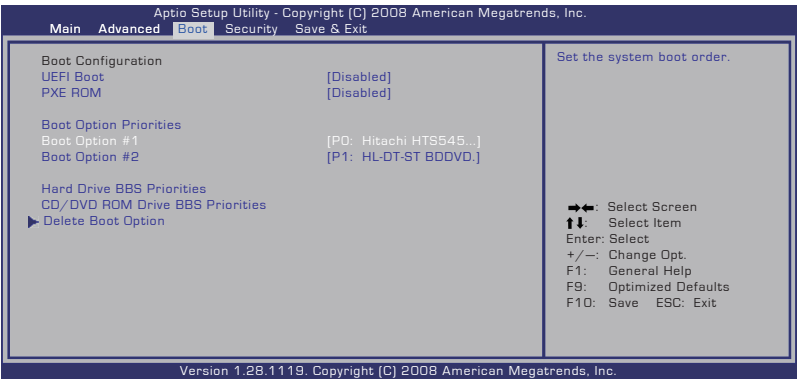 Aptio Setup Utility - Copyright (C) 2008 American Megatrends, Inc.
Main Advanced Boot Security Save & Exit
Boot Configuration
UEFI Boot [Disabled]
PXE ROM [Disabled]
Boot Option Priorities
Boot Option #1 [P0: Hitachi HTS545...]
Boot Option #2 [P1: HL-DT-ST BDDVD.]
Hard Drive BBS Priorities
CD/DVD ROM Drive BBS Priorities
Delete Boot Option
Set the system boot order.
→←: Select Screen
↑↓: Select Item
Enter: Select
+/—: Change Opt.
F1: General Help
F9: Optimized Defaults
F10: Save ESC: Exit
Version 1.28.1119. Copyright (C) 2008 American Megatrends, Inc.